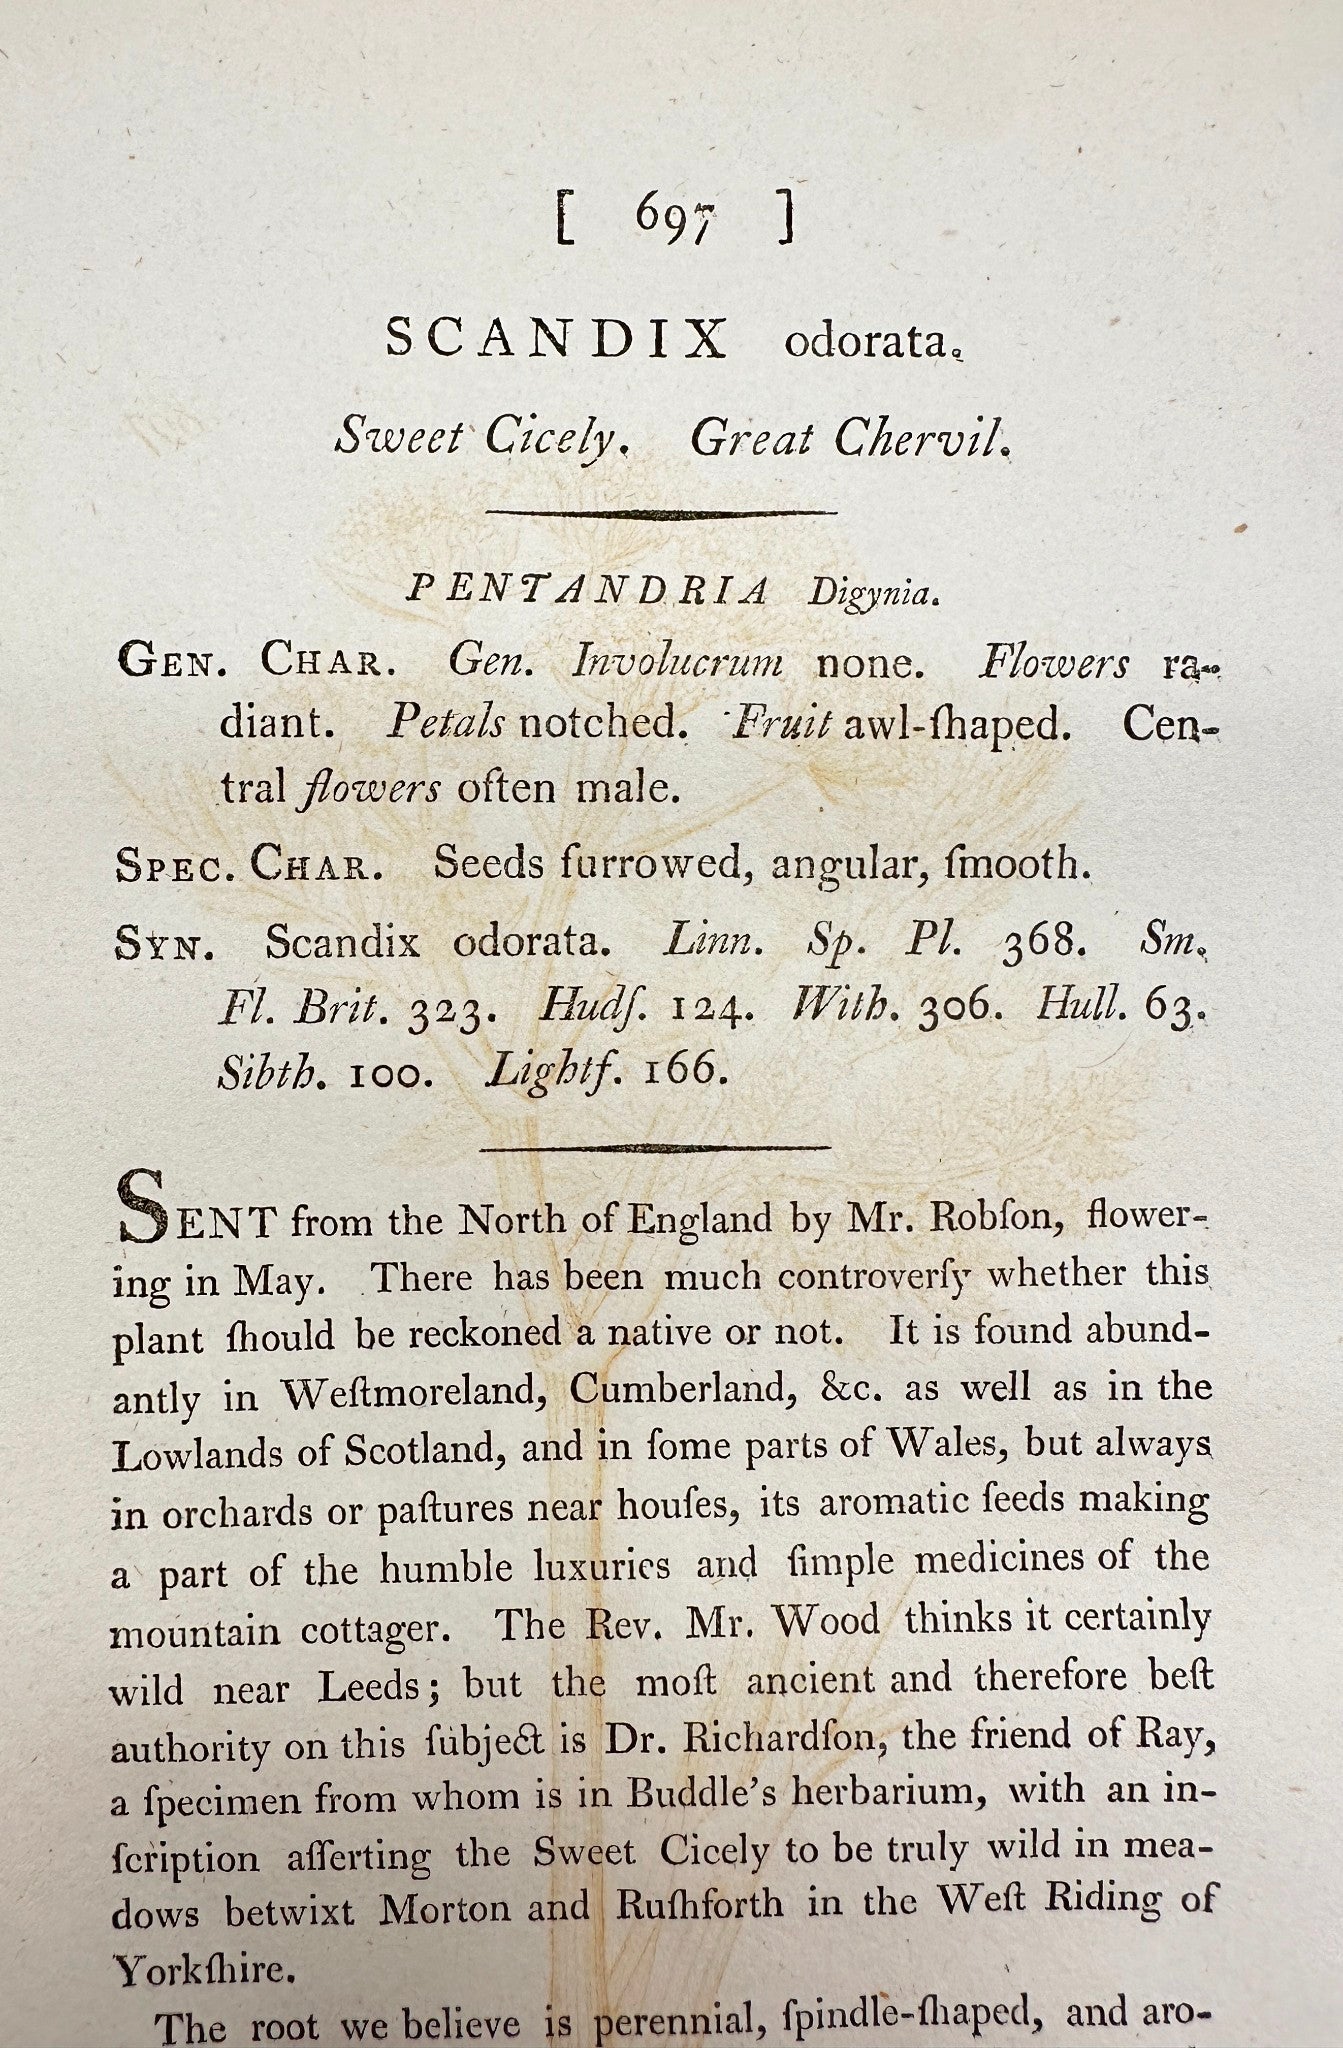 [ 697 ]
SCANDIX odorata.
Sweet Cicely. Great Chervil.
PENTANDRIA Digynia.
GEN. CHAR. Gen. Involucrum none. Flowers ra-
diant. Petals notched. Fruit awl-ſhaped. Cen-
tral flowers often male.
SPEC. CHAR. Seeds furrowed, angular, ſmooth.
SYN. Scandix odorata. Linn. Sp. Pl. 368. Sm.
Fl. Brit. 323. Hudſ. 124. With. 306. Hull. 63.
Sibth. 100. Lightf. 166.
SENT from the North of England by Mr. Robſon, flower-
ing in May. There has been much controverſy whether this
plant ſhould be reckoned a native or not. It is found abund-
antly in Weſtmoreland, Cumberland, &c. as well as in the
Lowlands of Scotland, and in ſome parts of Wales, but always
in orchards or paſtures near houſes, its aromatic ſeeds making
a part of the humble luxuries and ſimple medicines of the
mountain cottager. The Rev. Mr. Wood thinks it certainly
wild near Leeds; but the moſt ancient and therefore beſt
authority on this ſubject is Dr. Richardſon, the friend of Ray,
a ſpecimen from whom is in Buddle's herbarium, with an in-
ſcription aſſerting the Sweet Cicely to be truly wild in mea-
dows betwixt Morton and Ruſhforth in the Weſt Riding of
Yorkſhire.
The root we believe is perennial, ſpindle-ſhaped, and aro-